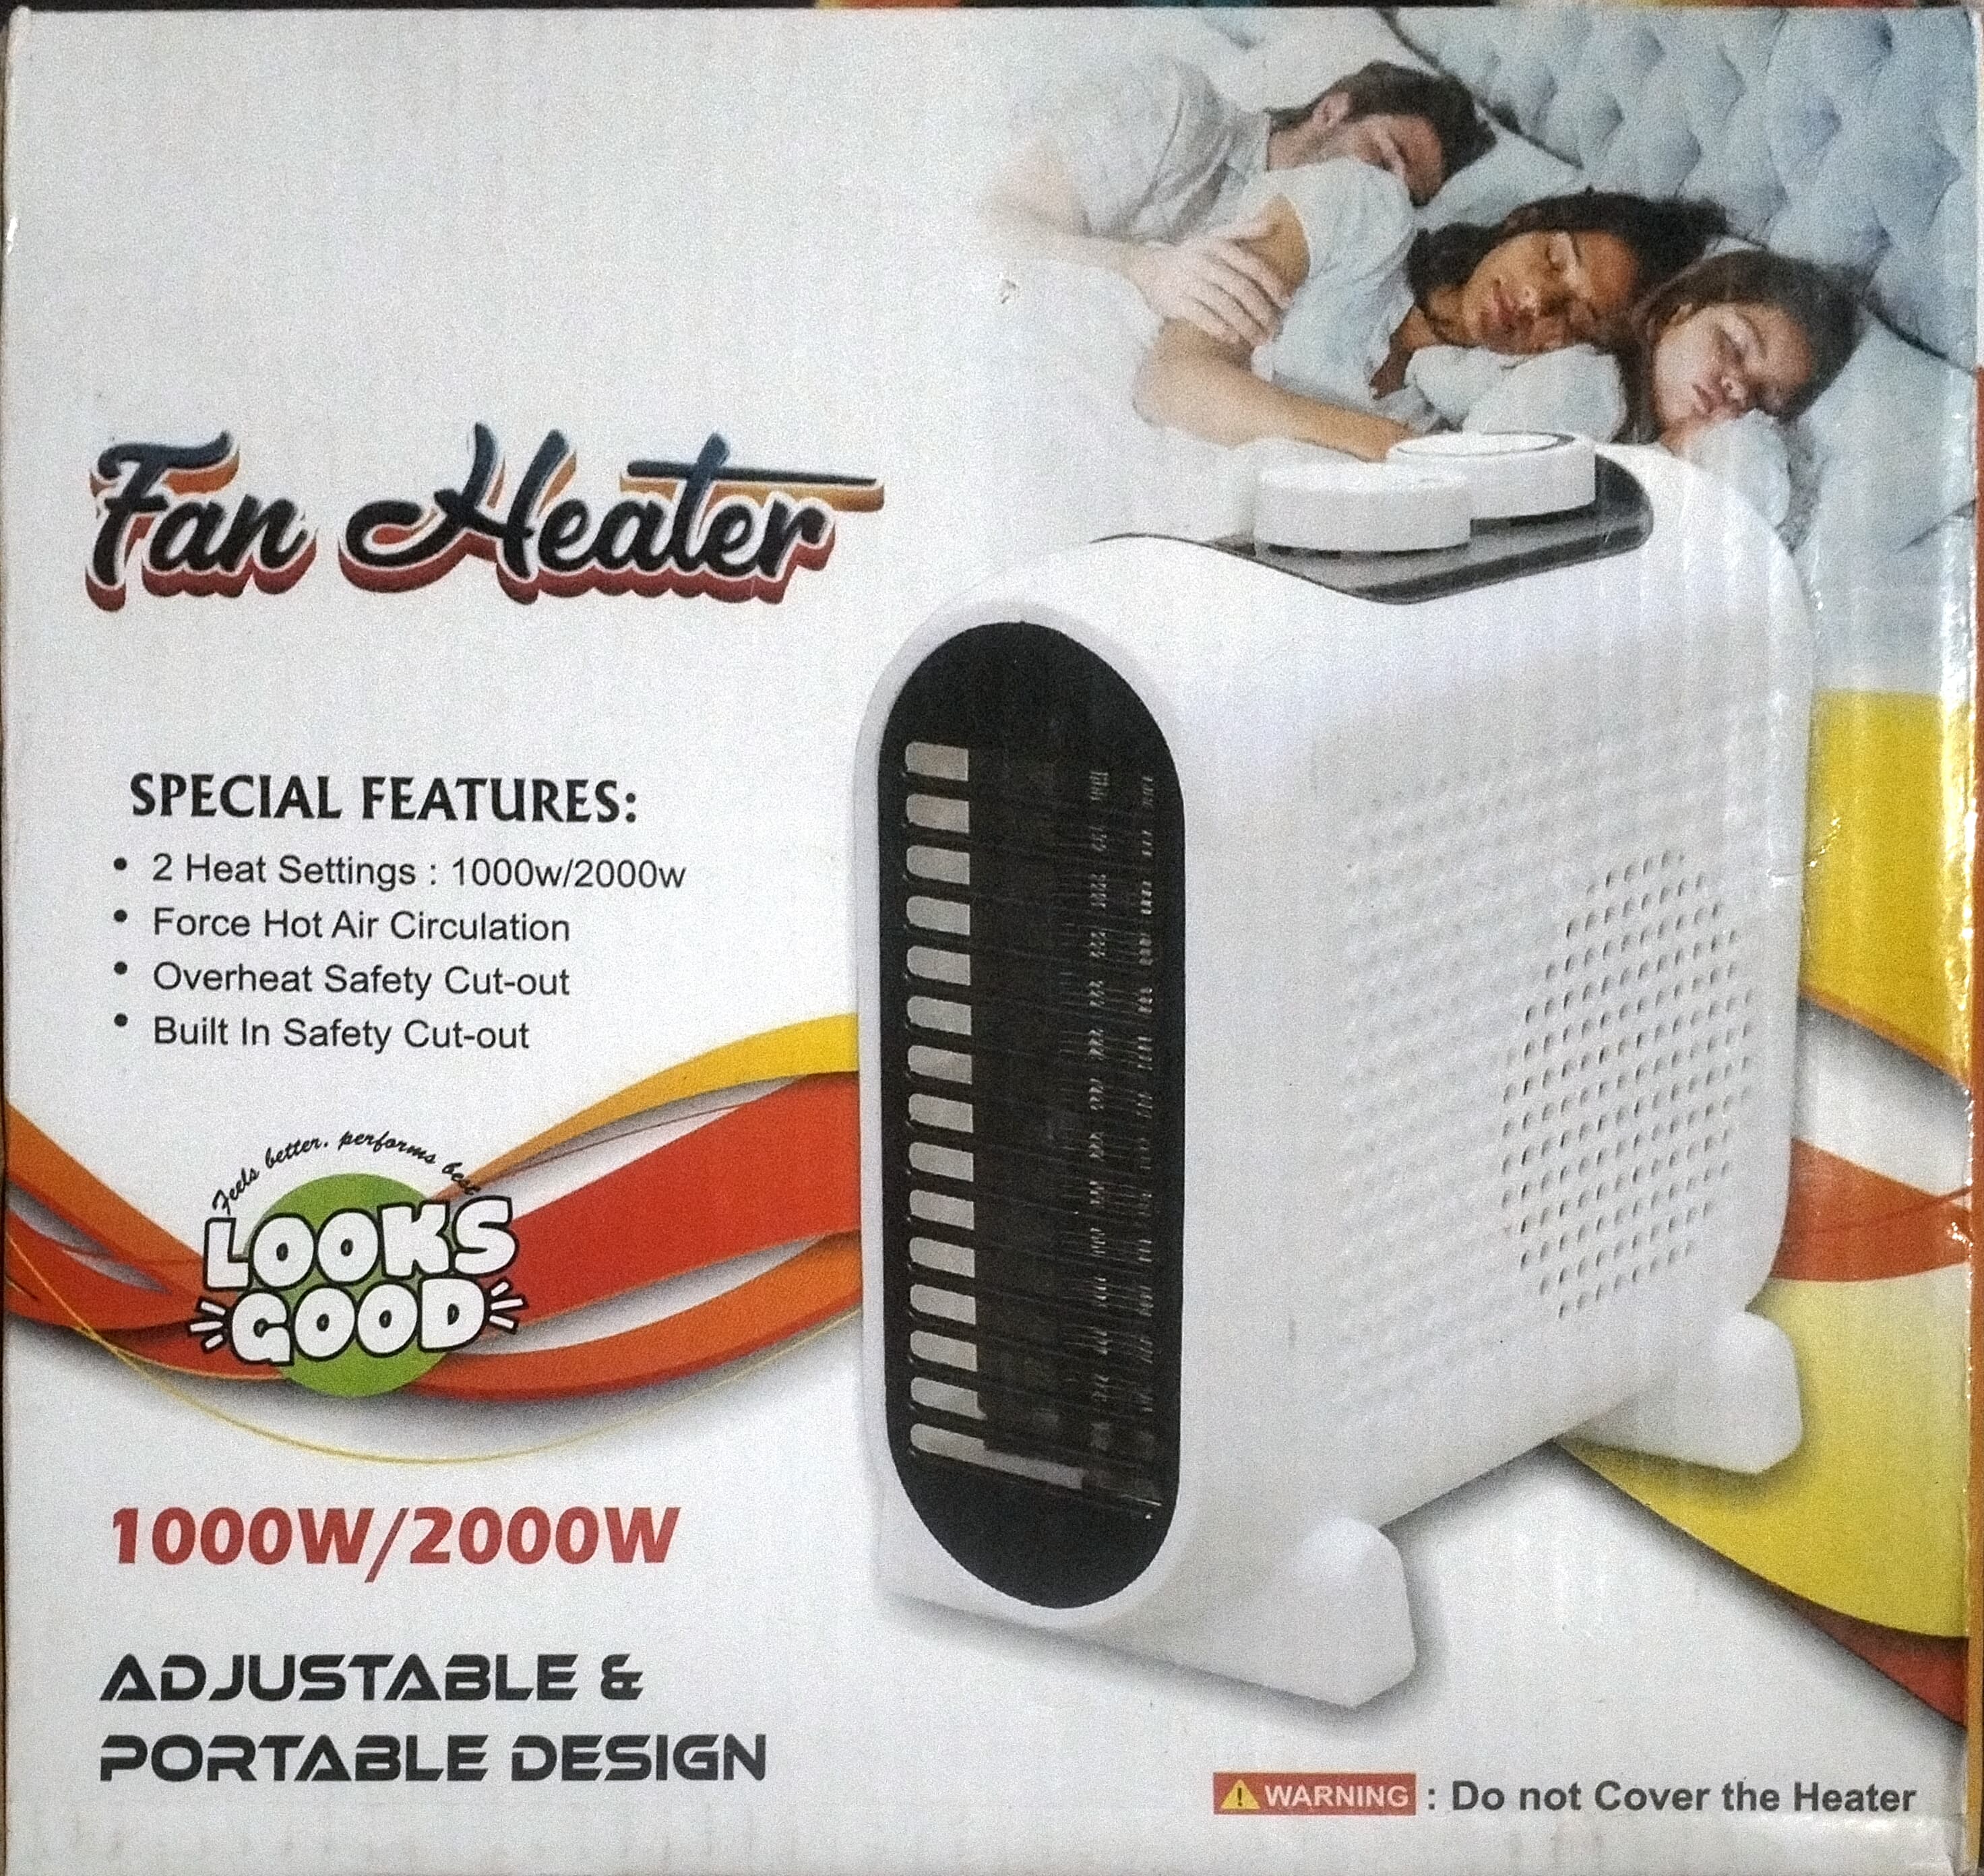 Fan Heater
SPECIAL FEATURES:
• 2 Heat Settings : 1000w/2000w
• Force Hot Air Circulation
• Overheat Safety Cut-out
• Built In Safety Cut-out
Feels better, performs best
LOOKS
GOOD
1000W/2000W
ADJUSTABLE &
PORTABLE DESIGN
WARNING : Do not Cover the Heater